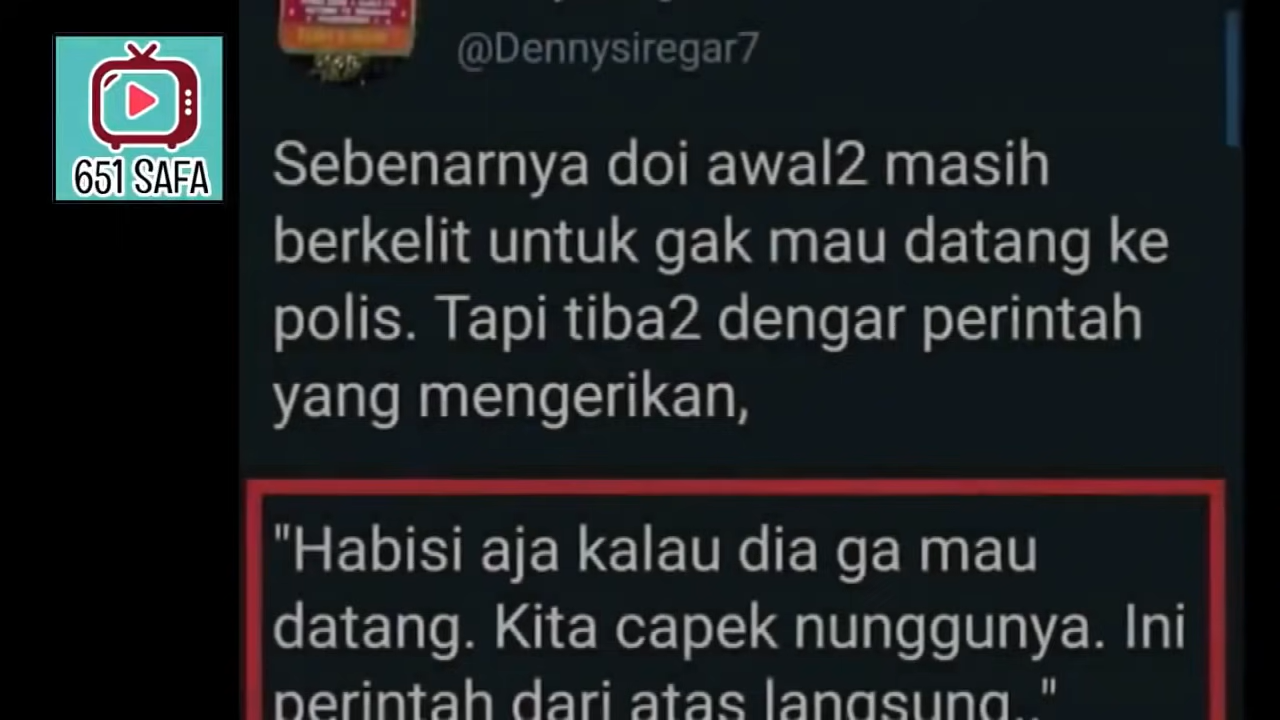 @Dennysiregar7
651 SAFA
Sebenarnya doi awal2 masih
berkelit untuk gak mau datang ke
polis. Tapi tiba2 dengar perintah
yang mengerikan,
"Habisi aja kalau dia ga mau
datang. Kita capek nunggunya. Ini
perintah dari atas langsung.."